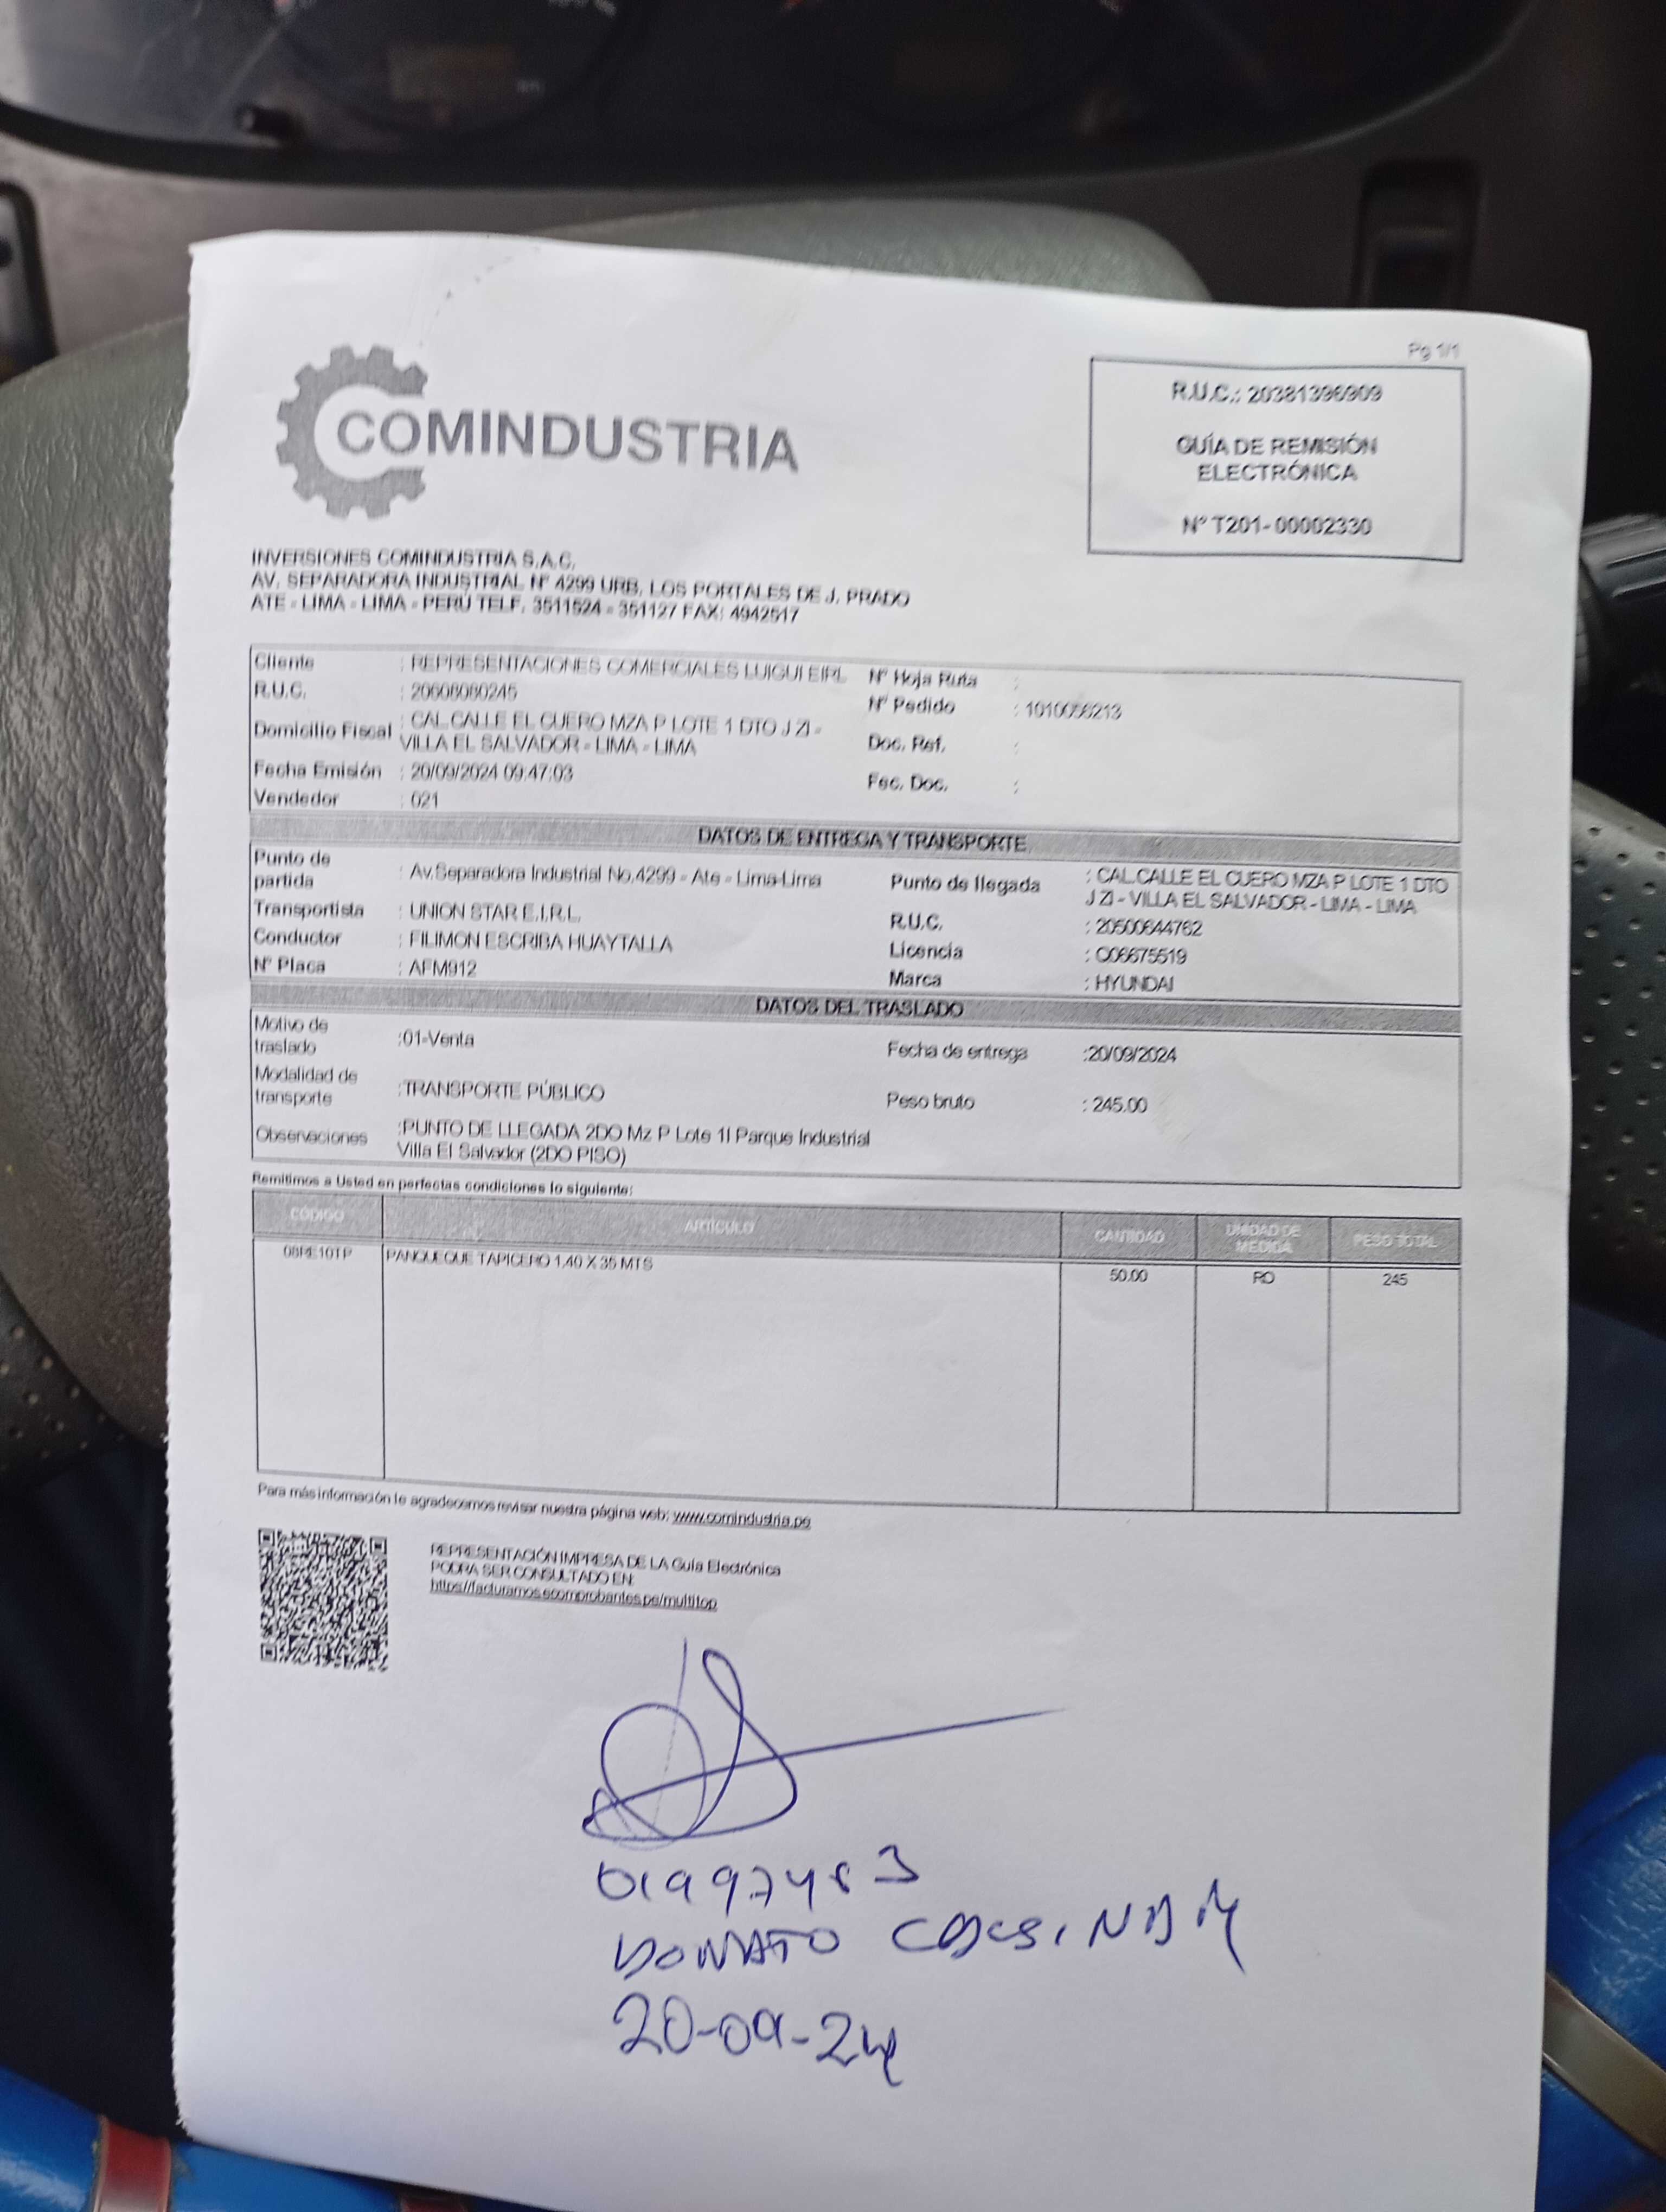 Pg 1/1
COMINDUSTRIA
R.U.C.: 20381396909
GUÍA DE REMISIÓN
ELECTRÓNICA
N° T201- 00002330
INVERSIONES COMINDUSTRIA S.A.C.
AV. SEPARADORA INDUSTRIAL N° 4299 URB. LOS PORTALES DE J. PRADO
ATE - LIMA - LIMA - PERÚ TELF. 3511524 - 351127 FAX: 4942517
Cliente : REPRESENTACIONES COMERCIALES LUIGUI EIRL N° Hoja Ruta :
R.U.C. : 20608080245 N° Pedido : 1010056213
Domicilio Fiscal : CAL.CALLE EL CUERO MZA P LOTE 1 DTO J ZI -
VILLA EL SALVADOR - LIMA - LIMA Doc. Ref. :
Fecha Emisión : 20/09/2024 09:47:03 Fec. Doc. :
Vendedor : 021
DATOS DE ENTREGA Y TRANSPORTE
Punto de
partida : Av.Separadora Industrial No.4299 - Ate - Lima-Lima Punto de llegada : CAL.CALLE EL CUERO MZA P LOTE 1 DTO
J ZI - VILLA EL SALVADOR - LIMA - LIMA
Transportista : UNION STAR E.I.R.L. R.U.C. : 20500644762
Conductor : FILIMON ESCRIBA HUAYTALLA Licencia : Q06675519
N° Placa : AFM912 Marca : HYUNDAI
DATOS DEL TRASLADO
Motivo de
traslado :01-Venta Fecha de entrega :20/09/2024
Modalidad de
transporte :TRANSPORTE PÚBLICO Peso bruto : 245.00
Observaciones :PUNTO DE LLEGADA 2DO Mz P Lote 1I Parque Industrial
Villa El Salvador (2DO PISO)
Remitimos a Usted en perfectas condiciones lo siguiente:
CÓDIGO ARTÍCULO CANTIDAD UNIDAD DE MEDIDA PESO TOTAL
08RE10TP PANQUEQUE TAPICERO 1.40 X 35 MTS 50.00 RO 245
Para más información le agradecemos revisar nuestra página web: www.comindustria.pe
REPRESENTACIÓN IMPRESA DE LA Guía Electrónica
PODRA SER CONSULTADO EN:
https://facturamos.ecomprobantes.pe/multitop
01997483
DONATO
20-09-24